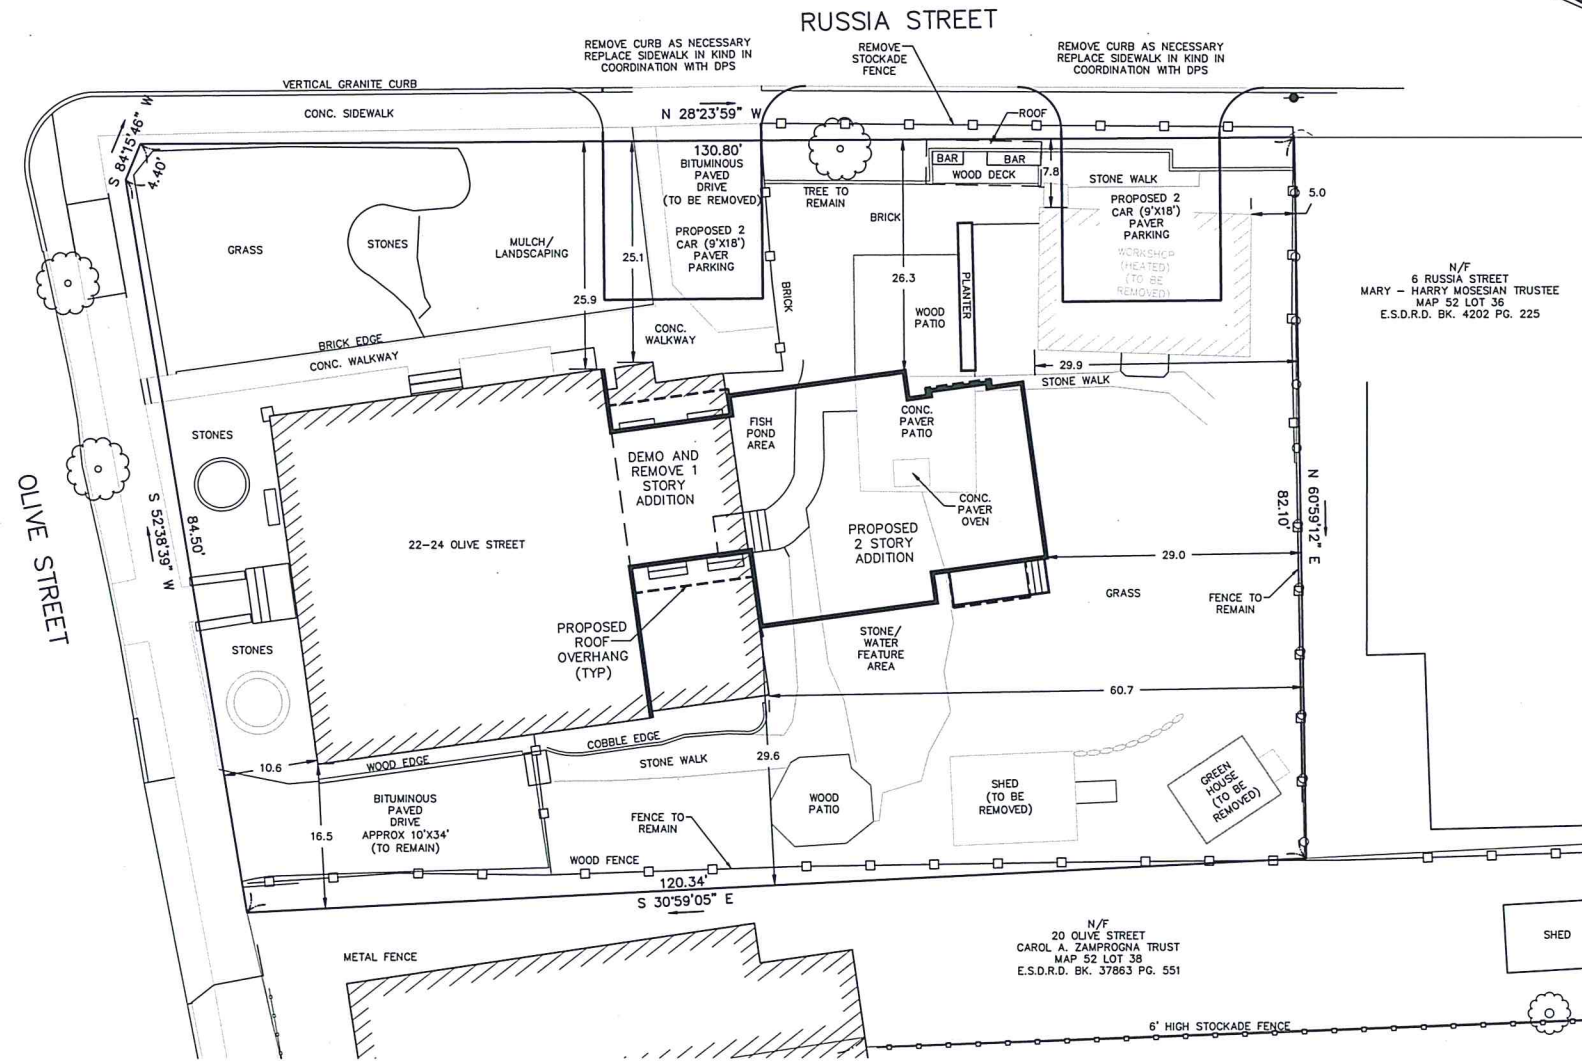 RUSSIA STREET
REMOVE CURB AS NECESSARY
REPLACE SIDEWALK IN KIND IN
COORDINATION WITH DPS
REMOVE
STOCKADE
FENCE
REMOVE CURB AS NECESSARY
REPLACE SIDEWALK IN KIND IN
COORDINATION WITH DPS
VERTICAL GRANITE CURB
CONC. SIDEWALK
N 28°23'59" W
130.80'
ROOF
S 84°15'46" W
4.40'
BITUMINOUS
PAVED
DRIVE
(TO BE REMOVED)
PROPOSED 2
CAR (9'X18')
PAVER
PARKING
TREE TO
REMAIN
BAR
BAR
WOOD DECK
7.8
STONE WALK
5.0
PROPOSED 2
CAR (9'X18')
PAVER
PARKING
WORKSHOP
(HEATED)
(TO BE
REMOVED)
GRASS
STONES
MULCH/
LANDSCAPING
25.1
25.9
BRICK
BRICK
26.3
PLANTER
WOOD
PATIO
N/F
6 RUSSIA STREET
MARY - HARRY MOSESIAN TRUSTEE
MAP 52 LOT 36
E.S.D.R.D. BK. 4202 PG. 225
BRICK EDGE
CONC. WALKWAY
CONC.
WALKWAY
29.9
STONE WALK
STONES
FISH
POND
AREA
CONC.
PAVER
PATIO
DEMO AND
REMOVE 1
STORY
ADDITION
CONC.
PAVER
OVEN
OLIVE STREET
S 52°38'39" W
84.50'
22-24 OLIVE STREET
PROPOSED
2 STORY
ADDITION
N 60°59'12" E
82.10'
29.0
GRASS
FENCE TO
REMAIN
PROPOSED
ROOF
OVERHANG
(TYP)
STONE/
WATER
FEATURE
AREA
STONES
60.7
COBBLE EDGE
WOOD EDGE
STONE WALK
29.6
10.6
16.5
BITUMINOUS
PAVED
DRIVE
APPROX 10'X34'
(TO REMAIN)
WOOD
PATIO
SHED
(TO BE
REMOVED)
GREEN
HOUSE
(TO BE
REMOVED)
FENCE TO
REMAIN
WOOD FENCE
120.34'
S 30°59'05" E
METAL FENCE
N/F
20 OLIVE STREET
CAROL A. ZAMPROGNA TRUST
MAP 52 LOT 38
E.S.D.R.D. BK. 37863 PG. 551
SHED
6' HIGH STOCKADE FENCE